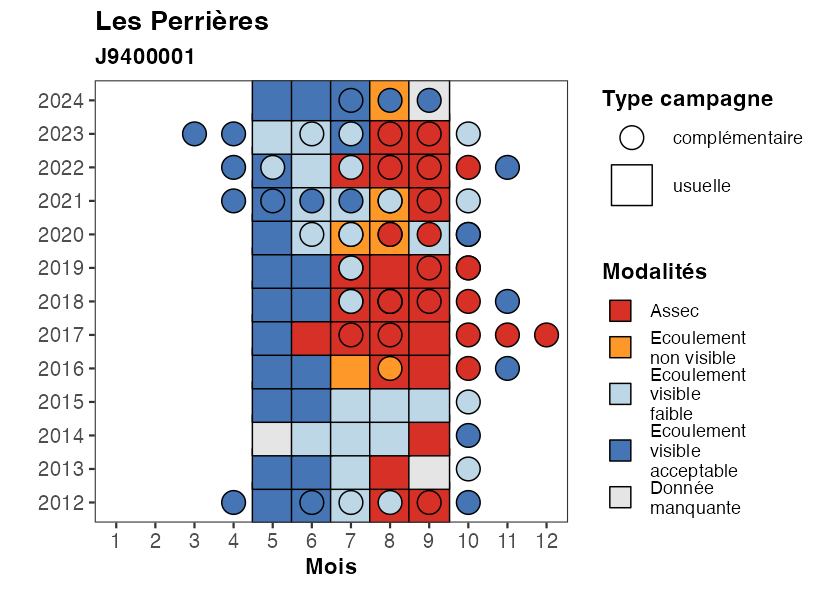 Les Perrières
J9400001
2024
2023
2022
2021
2020
2019
2018
2017
2016
2015
2014
2013
2012
1 2 3 4 5 6 7 8 9 10 11 12
Mois
Type campagne
complémentaire
usuelle
Modalités
Assec
Ecoulement
non visible
Ecoulement
visible
faible
Ecoulement
visible
acceptable
Donnée
manquante